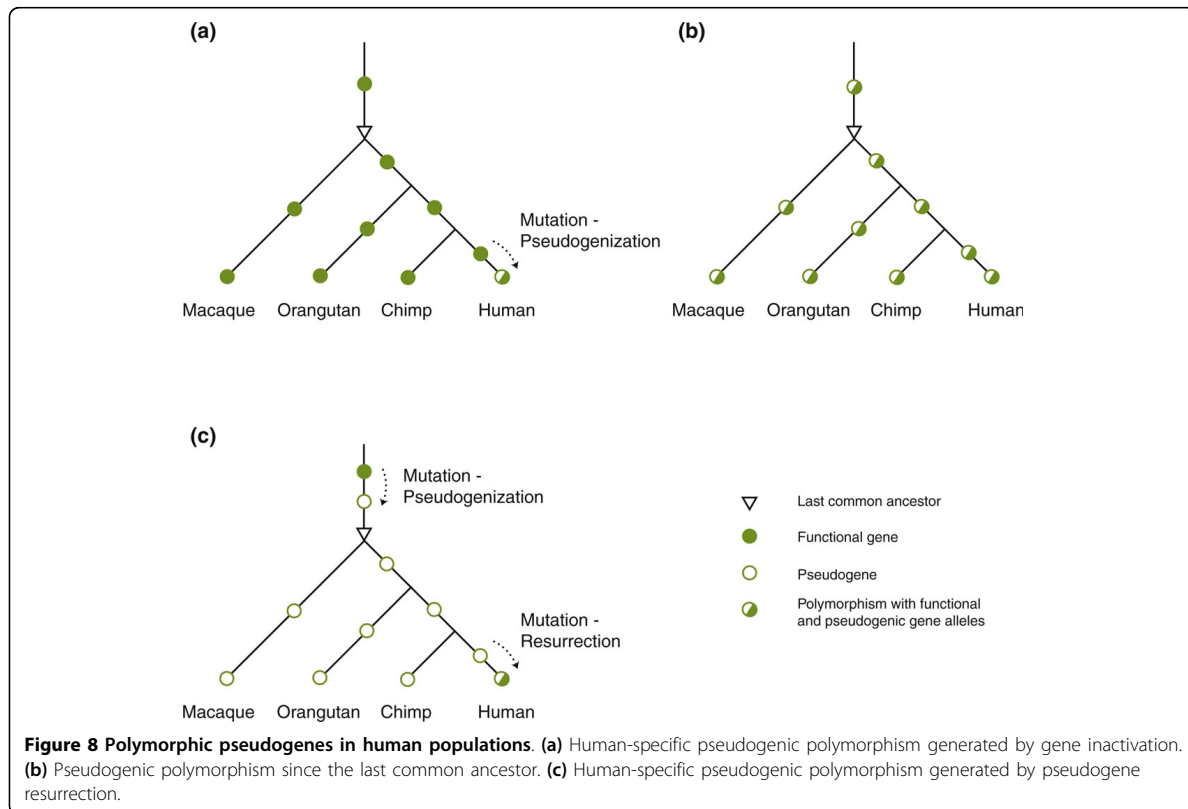 (a)
Mutation -
Pseudogenization
Macaque Orangutan Chimp Human
(b)
Macaque Orangutan Chimp Human
(c)
Mutation -
Pseudogenization
Mutation -
Resurrection
Macaque Orangutan Chimp Human
Last common ancestor
Functional gene
Pseudogene
Polymorphism with functional
and pseudogenic gene alleles
Figure 8 Polymorphic pseudogenes in human populations. (a) Human-specific pseudogenic polymorphism generated by gene inactivation.
(b) Pseudogenic polymorphism since the last common ancestor. (c) Human-specific pseudogenic polymorphism generated by pseudogene
resurrection.